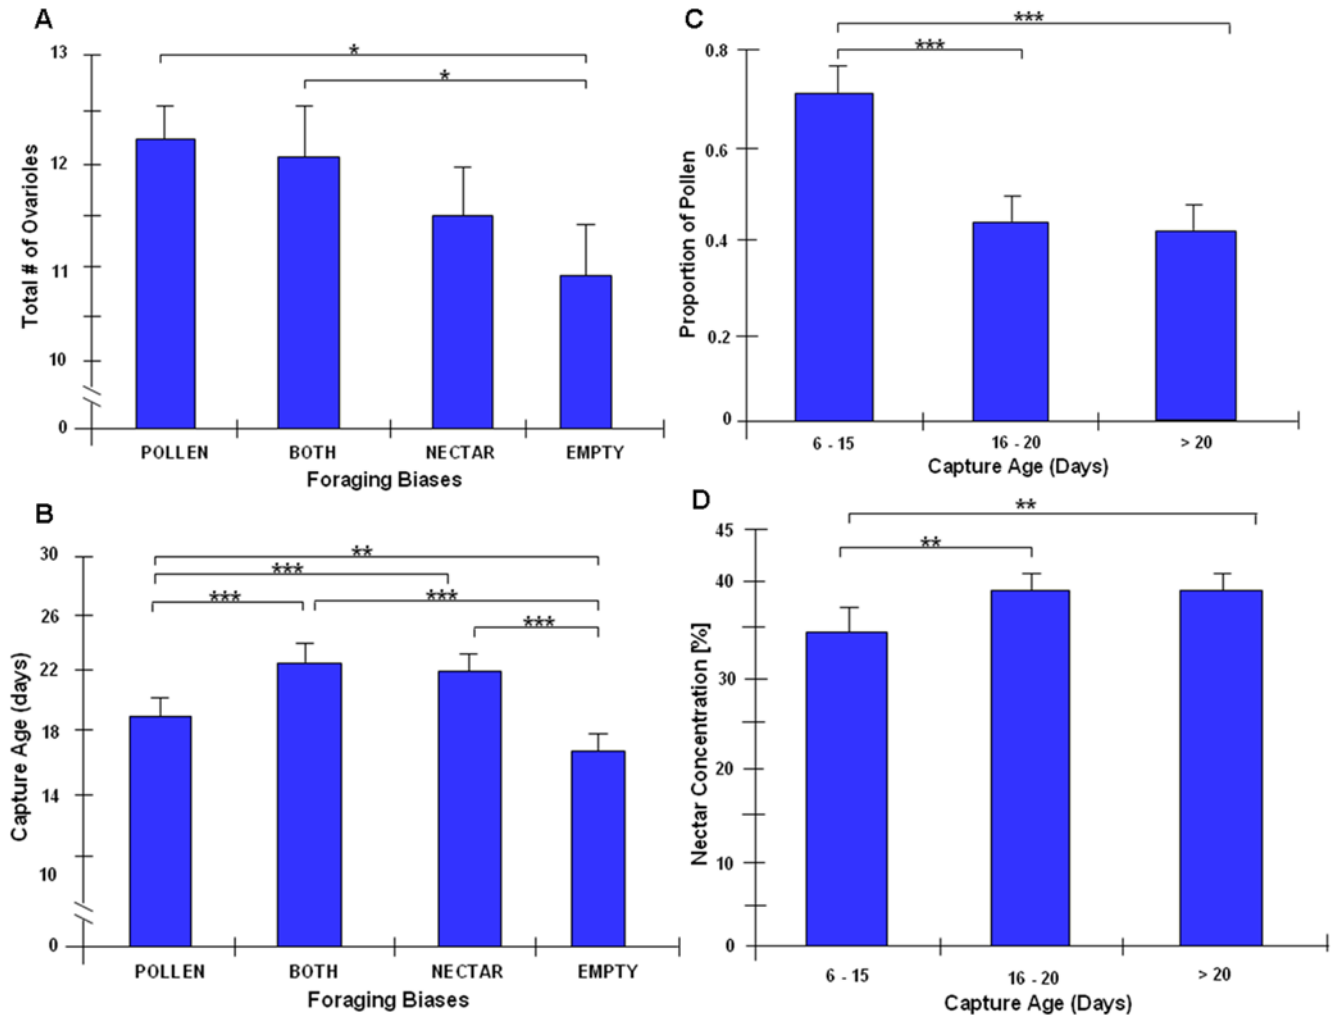 A
13
12
11
10
0
Total # of Ovarioles
*
*
POLLEN BOTH NECTAR EMPTY
Foraging Biases
B
30
26
22
18
14
10
0
Capture Age (days)
**
***
*** ***
***
POLLEN BOTH NECTAR EMPTY
Foraging Biases
C
0.8
0.6
0.4
0.2
0
Proportion of Pollen
***
***
6 - 15 16 - 20 > 20
Capture Age (Days)
D
45
40
30
20
10
0
Nectar Concentration [%]
**
**
6 - 15 16 - 20 > 20
Capture Age (Days)